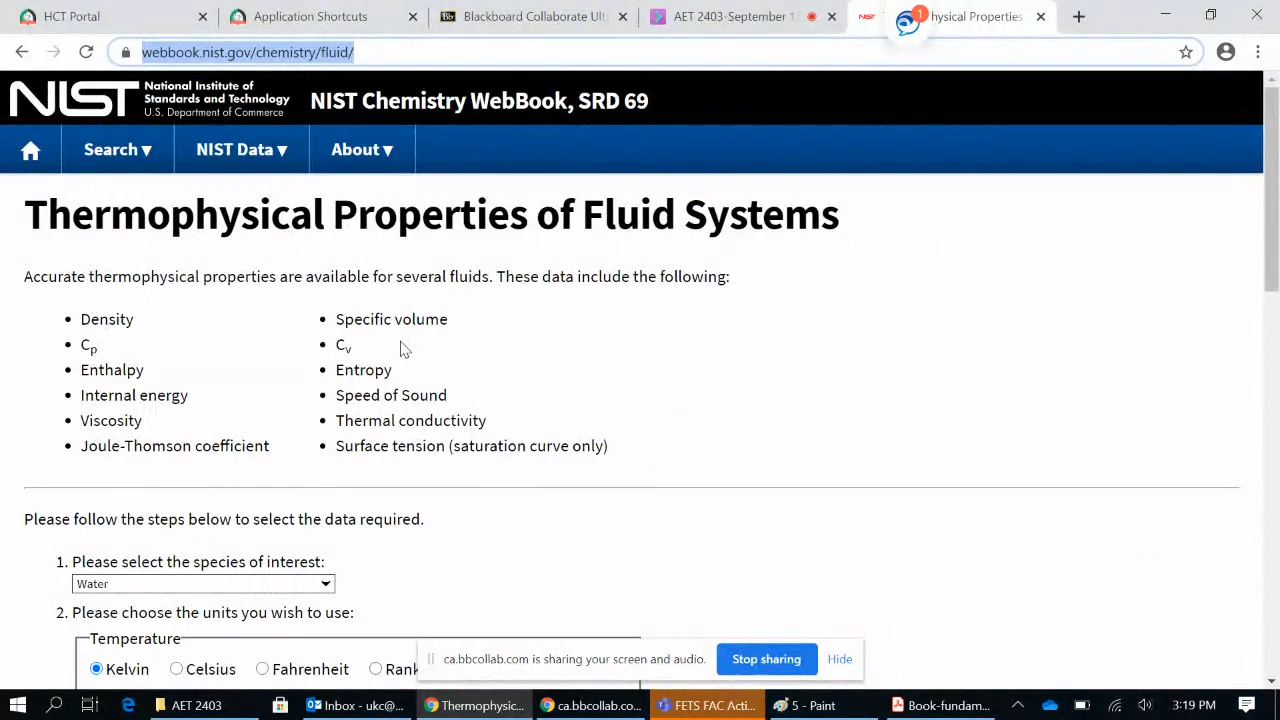 HCT Portal
Application Shortcuts
Blackboard Collaborate Ult
AET 2403 September 1
NIST
1
hysical Properties
webbook.nist.gov/chemistry/fluid/
NIST
National Institute of
Standards and Technology
U.S. Department of Commerce
NIST Chemistry WebBook, SRD 69
Search▼
NIST Data▼
About▼
Thermophysical Properties of Fluid Systems
Accurate thermophysical properties are available for several fluids. These data include the following:
• Density
• Specific volume
• Cp
• Cv
• Enthalpy
• Entropy
• Internal energy
• Speed of Sound
• Viscosity
• Thermal conductivity
• Joule-Thomson coefficient
• Surface tension (saturation curve only)
Please follow the steps below to select the data required.
1. Please select the species of interest:
Water
2. Please choose the units you wish to use:
Temperature
Kelvin
Celsius
Fahrenheit
Rank
ca.bbcollab.com is sharing your screen and audio.
Stop sharing
Hide
AET 2403
Inbox - ukc@...
Thermophysic...
ca.bbcollab.co...
FETS FAC Acti...
5 - Paint
Book-fundam...
3:19 PM